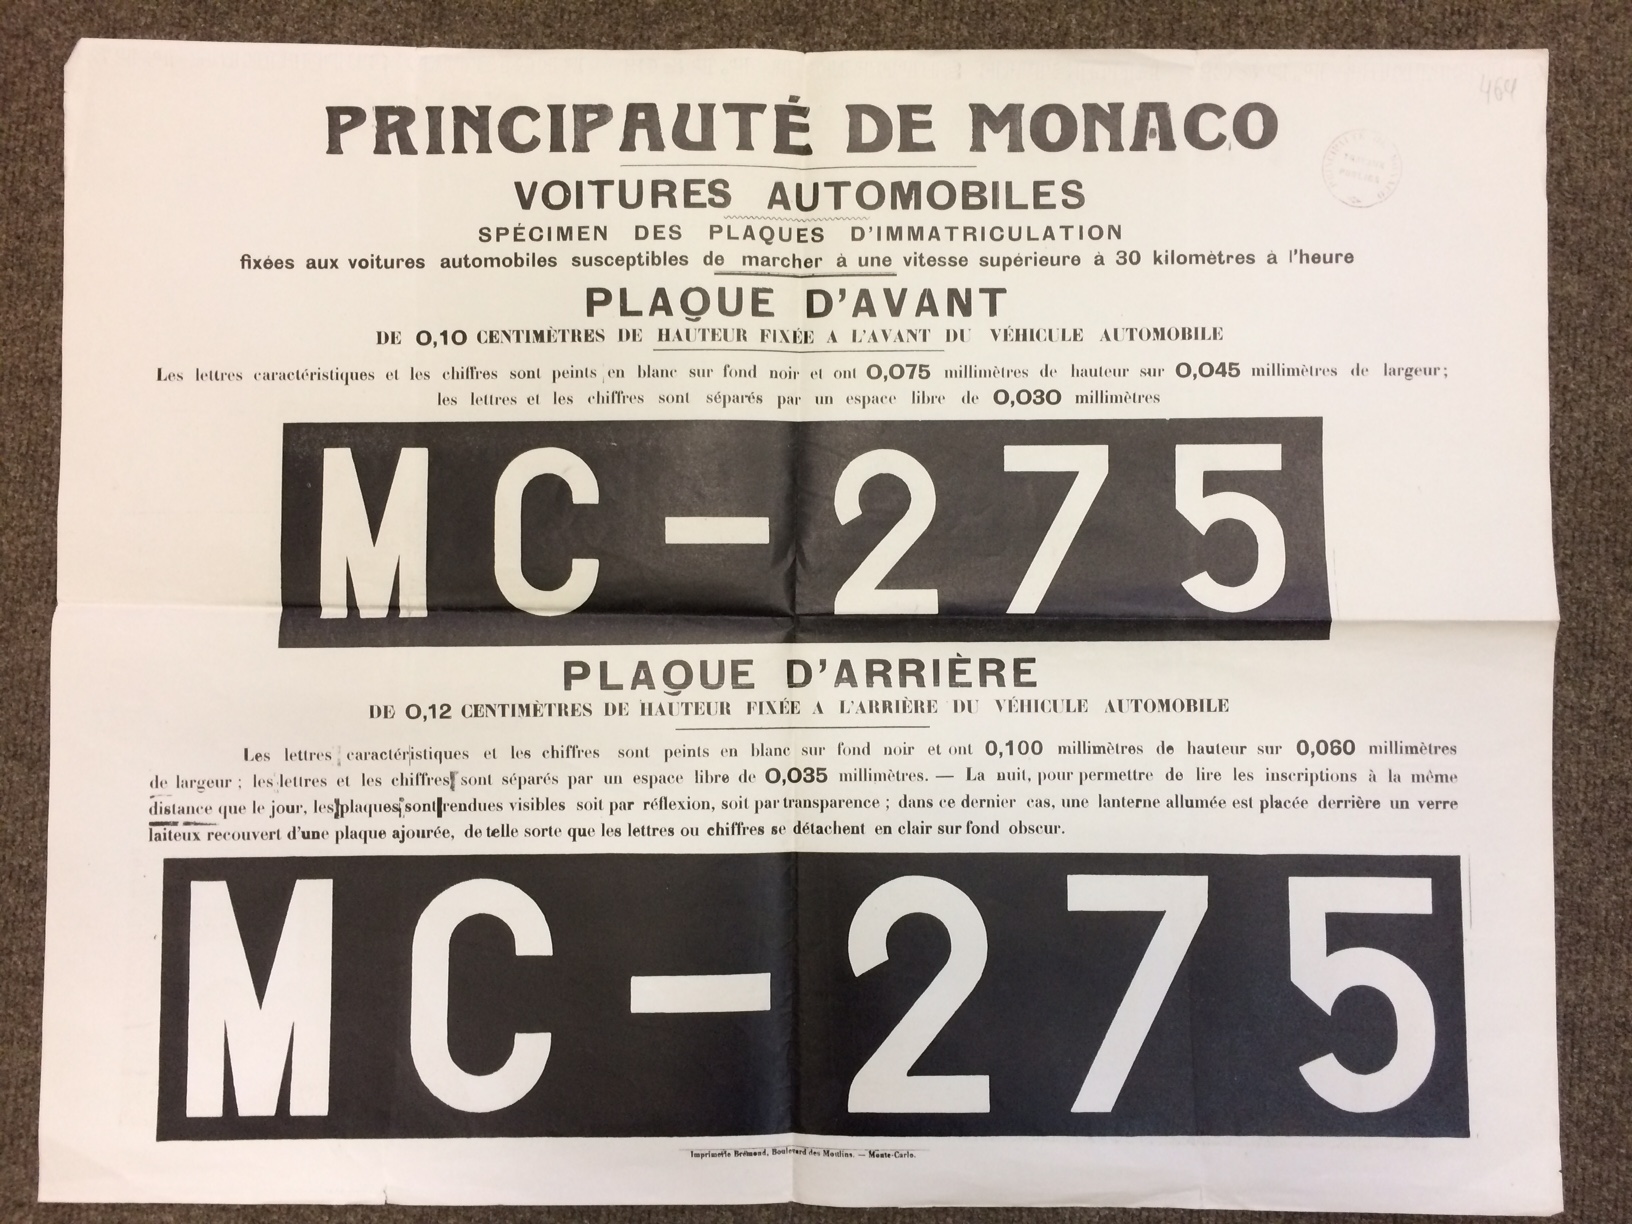 464
PRINCIPAUTÉ DE MONACO
VOITURES AUTOMOBILES
SPÉCIMEN DES PLAQUES D'IMMATRICULATION
fixées aux voitures automobiles susceptibles de marcher à une vitesse supérieure à 30 kilomètres à l'heure
PLAQUE D'AVANT
DE 0,10 CENTIMÈTRES DE HAUTEUR FIXÉE A L'AVANT DU VÉHICULE AUTOMOBILE
Les lettres caractéristiques et les chiffres sont peints en blanc sur fond noir et ont 0,075 millimètres de hauteur sur 0,045 millimètres de largeur;
les lettres et les chiffres sont séparés par un espace libre de 0,030 millimètres
MC-275
PLAQUE D'ARRIÈRE
DE 0,12 CENTIMÈTRES DE HAUTEUR FIXÉE A L'ARRIÈRE DU VÉHICULE AUTOMOBILE
Les lettres caractéristiques et les chiffres sont peints en blanc sur fond noir et ont 0,100 millimètres de hauteur sur 0,060 millimètres
de largeur; les lettres et les chiffres sont séparés par un espace libre de 0,035 millimètres. — La nuit, pour permettre de lire les inscriptions à la même
distance que le jour, les plaques sont rendues visibles soit par réflexion, soit par transparence; dans ce dernier cas, une lanterne allumée est placée derrière un verre
laiteux recouvert d'une plaque ajourée, de telle sorte que les lettres ou chiffres se détachent en clair sur fond obscur.
MC-275
Imprimerie Brémond, Boulevard des Moulins. — Monte-Carlo.